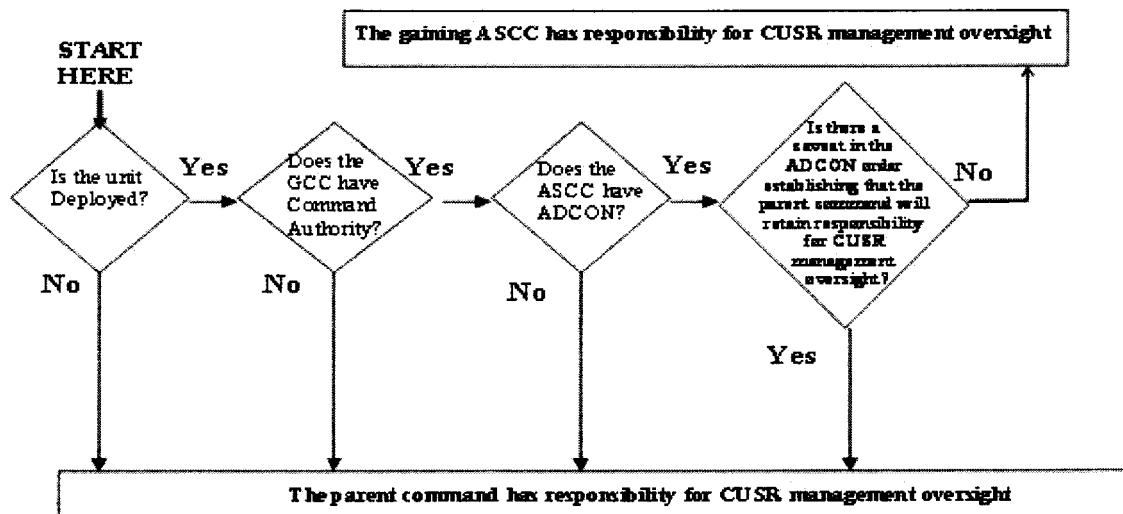 The gaining ASCC has responsibility for CUSR management oversight
START
HERE
Is the unit
Deployed?
Yes
No
Does the
GCC have
Command
Authority?
Yes
No
Does the
ASCC have
ADCON?
Yes
No
Is there a
caveat in the
ADCON order
establishing that the
parent command will
retain responsibility
for CUSR
management
oversight?
No
Yes
The parent command has responsibility for CUSR management oversight